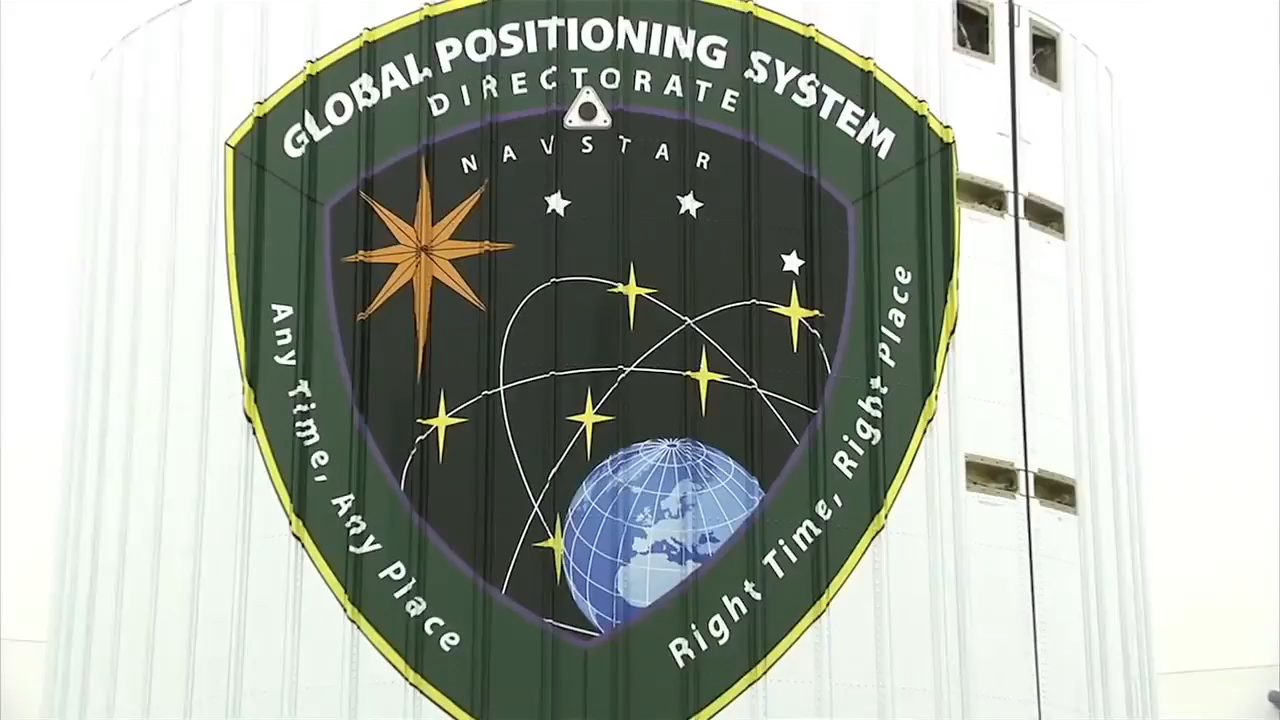 GLOBAL POSITIONING SYSTEM
DIRECTORATE
NAVSTAR
Any Time, Any Place
Right Time, Right Place